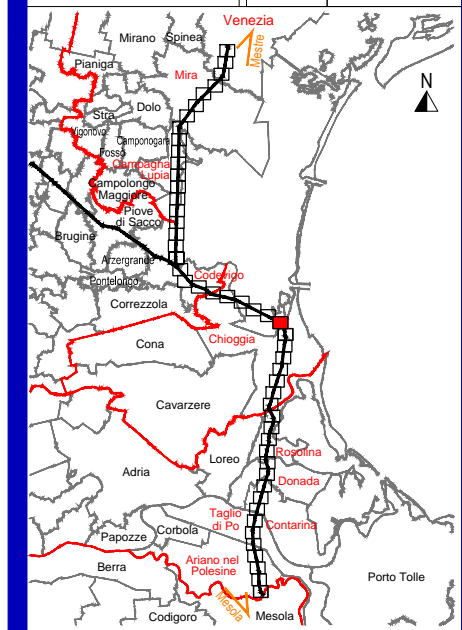 Venezia
Mirano
Spinea
Mestre
Pianiga
Mira
Dolo
Stra
Vigonovo
Camponogara
Fossò
Campagna
Lupia
Campolongo
Maggiore
Piove
di Sacco
Brugine
Arzergrande
Codevigo
Pontelongo
Correzzola
Chioggia
Cona
Cavarzere
Rosolina
Loreo
Adria
Donada
Taglio
di Po
Contarina
Corbola
Papozze
Ariano nel
Polesine
Berra
Porto Tolle
Mesola
Mesola
Codigoro
N